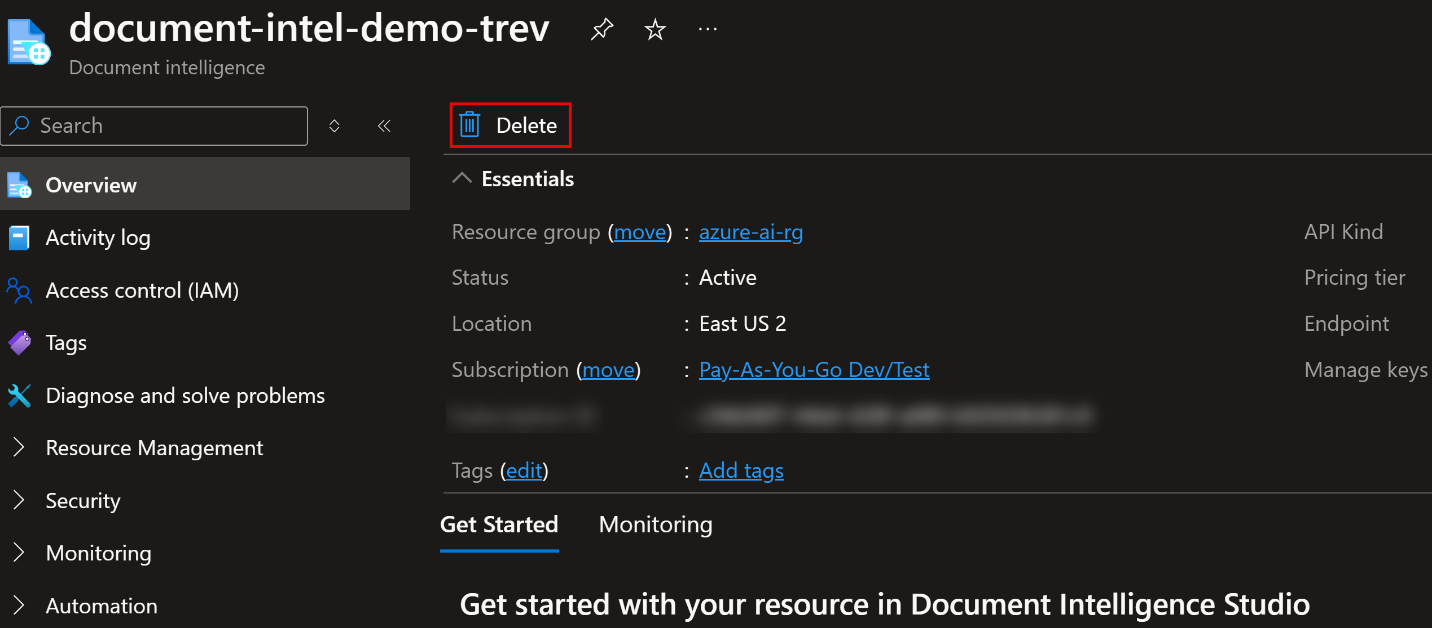 document-intel-demo-trev
Document intelligence
Search
Overview
Activity log
Access control (IAM)
Tags
Diagnose and solve problems
Resource Management
Security
Monitoring
Automation
Delete
Essentials
Resource group (move) : azure-ai-rg
Status : Active
Location : East US 2
Subscription (move) : Pay-As-You-Go Dev/Test
Tags (edit) : Add tags
API Kind
Pricing tier
Endpoint
Manage keys
Get Started Monitoring
Get started with your resource in Document Intelligence Studio